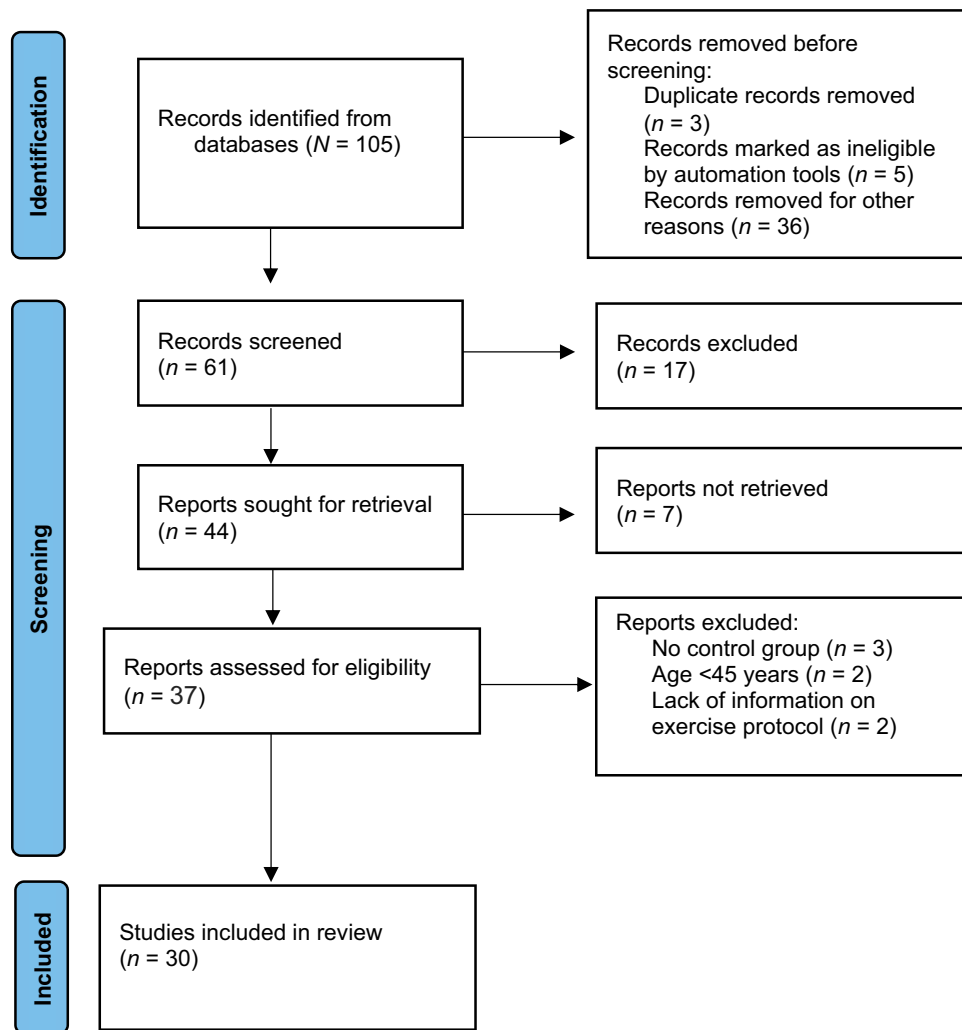 Identification
Records identified from
databases (N = 105)
Records removed before
screening:
Duplicate records removed
(n = 3)
Records marked as ineligible
by automation tools (n = 5)
Records removed for other
reasons (n = 36)
Screening
Records screened
(n = 61)
Records excluded
(n = 17)
Reports sought for retrieval
(n = 44)
Reports not retrieved
(n = 7)
Reports assessed for eligibility
(n = 37)
Reports excluded:
No control group (n = 3)
Age <45 years (n = 2)
Lack of information on
exercise protocol (n = 2)
Included
Studies included in review
(n = 30)